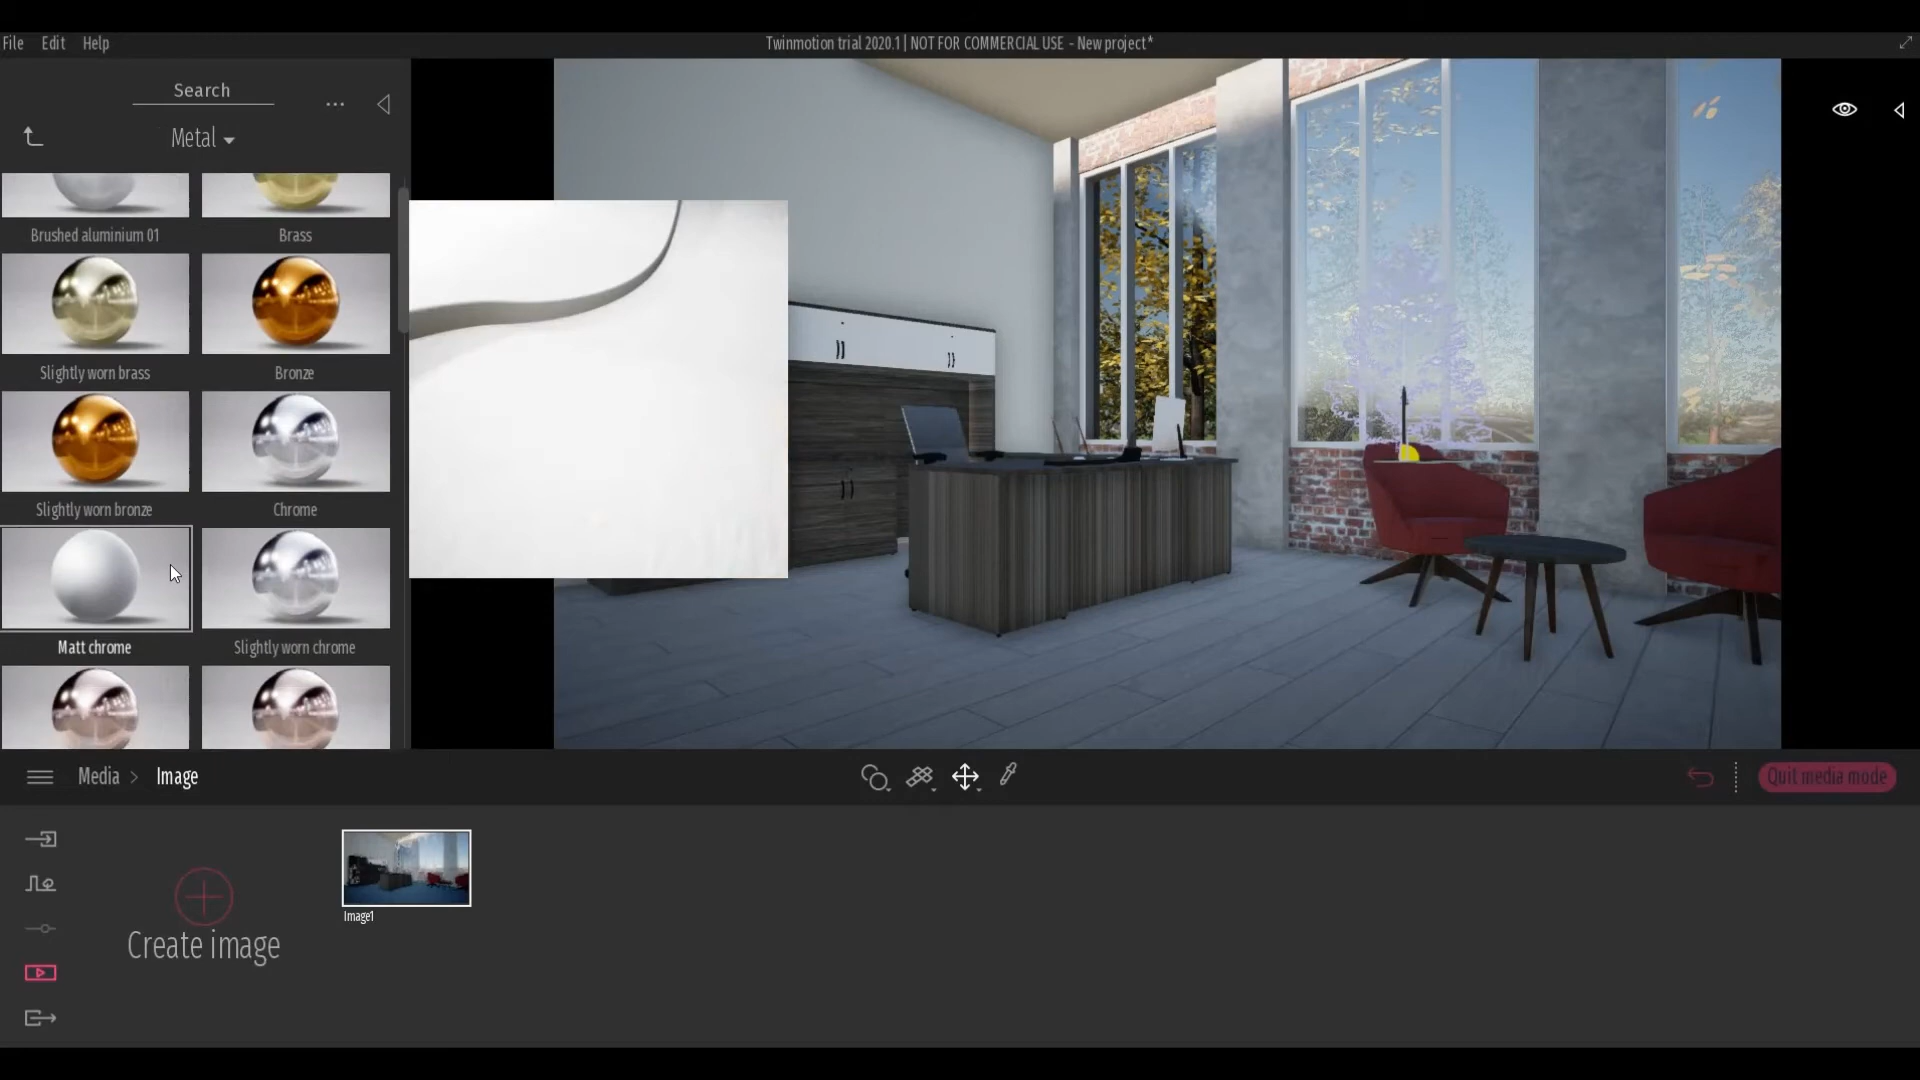 File Edit Help
Twinmotion trial 2020.1 | NOT FOR COMMERCIAL USE - New project*
Search
...
Metal
Brushed aluminium 01
Brass
Slightly worn brass
Bronze
Slightly worn bronze
Chrome
Matt chrome
Slightly worn chrome
Media > Image
Quit media mode
Create image
Image1